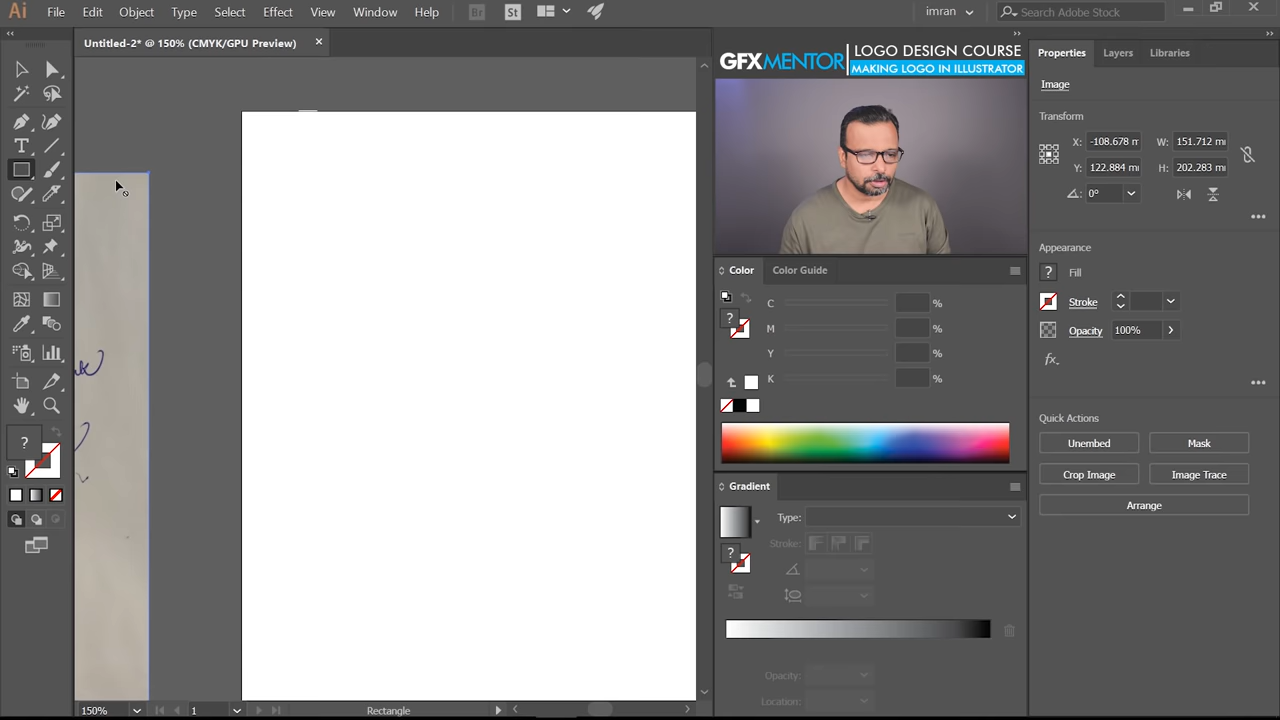 Ai File Edit Object Type Select Effect View Window Help Br St imran Search Adobe Stock
Untitled-2* @ 150% (CMYK/GPU Preview)
GFXMENTOR LOGO DESIGN COURSE
MAKING LOGO IN ILLUSTRATOR
Color Color Guide
C %
M %
Y %
K %
Gradient
Type:
Stroke:
Opacity:
Location:
Properties Layers Libraries
Image
Transform
X: -108.678 m W: 151.712 m
Y: 122.884 m H: 202.283 m
0°
Appearance
? Fill
Stroke
Opacity 100%
fx.
Quick Actions
Unembed Mask
Crop Image Image Trace
Arrange
150% 1 Rectangle